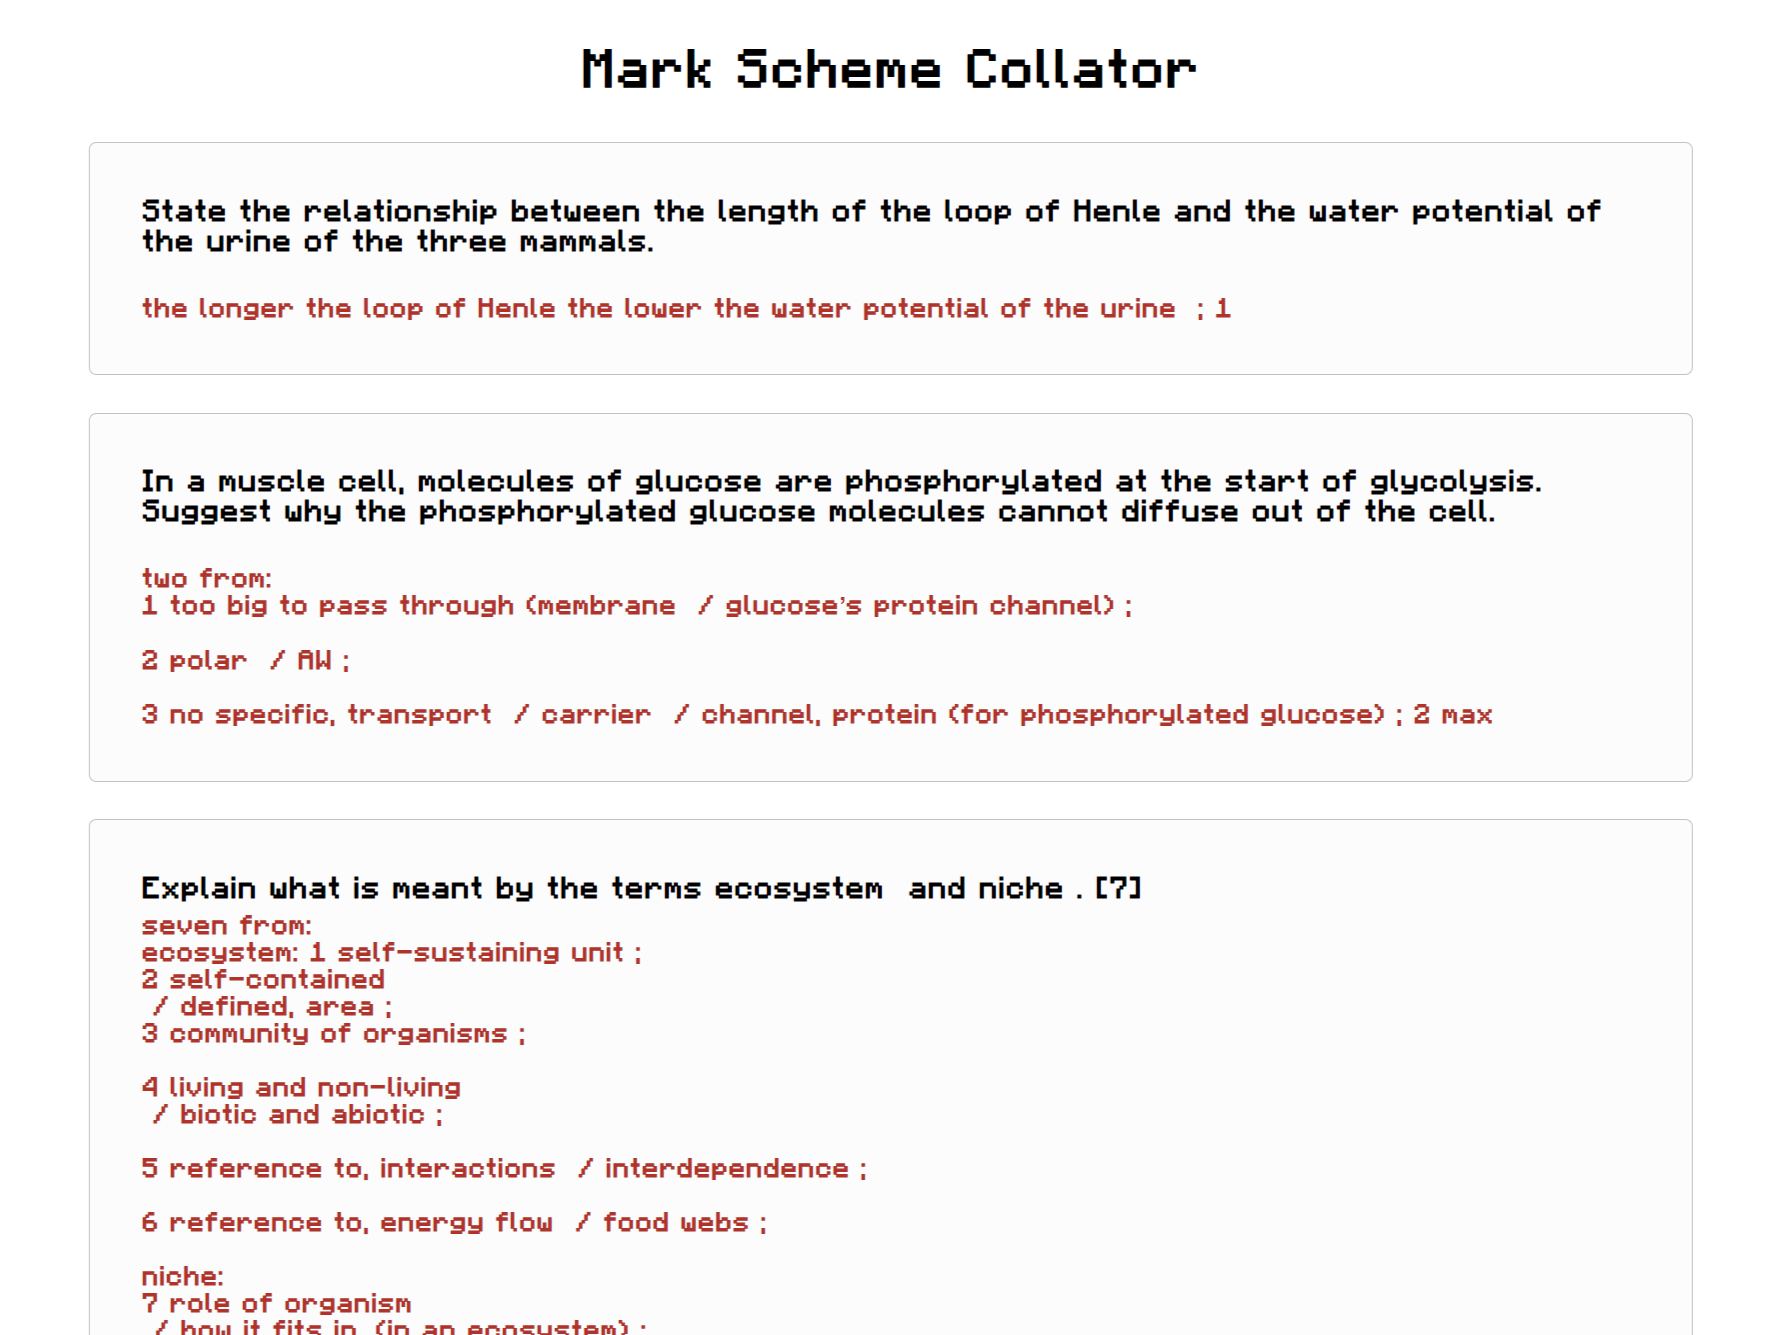 Mark Scheme Collator
State the relationship between the length of the loop of Henle and the water potential of
the urine of the three mammals.
the longer the loop of Henle the lower the water potential of the urine ; 1
In a muscle cell, molecules of glucose are phosphorylated at the start of glycolysis.
Suggest why the phosphorylated glucose molecules cannot diffuse out of the cell.
two from:
1 too big to pass through (membrane / glucose’s protein channel) ;
2 polar / AW ;
3 no specific, transport / carrier / channel, protein (for phosphorylated glucose) ; 2 max
Explain what is meant by the terms ecosystem and niche . [7]
seven from:
ecosystem: 1 self-sustaining unit ;
2 self-contained
/ defined, area ;
3 community of organisms ;
4 living and non-living
/ biotic and abiotic ;
5 reference to, interactions / interdependence ;
6 reference to, energy flow / food webs ;
niche:
7 role of organism
/ how it fits in (in an ecosystem) ;